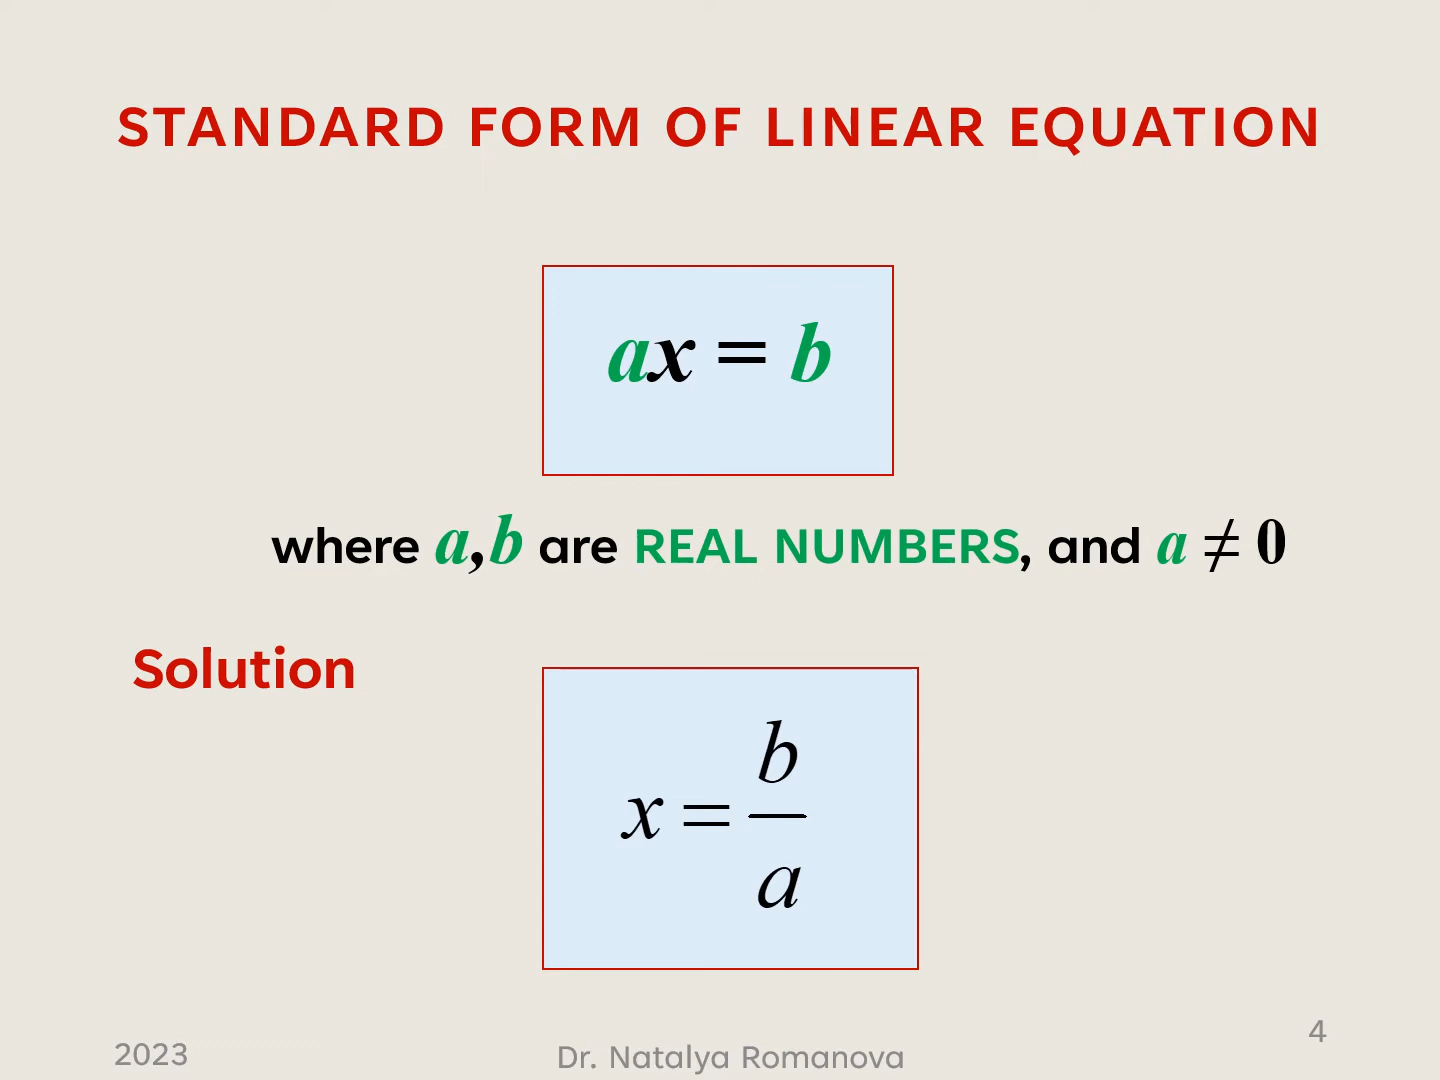 STANDARD FORM OF LINEAR EQUATION
ax = b
where a,b are REAL NUMBERS, and a ≠ 0
Solution
x = b/a
2023
Dr. Natalya Romanova
4